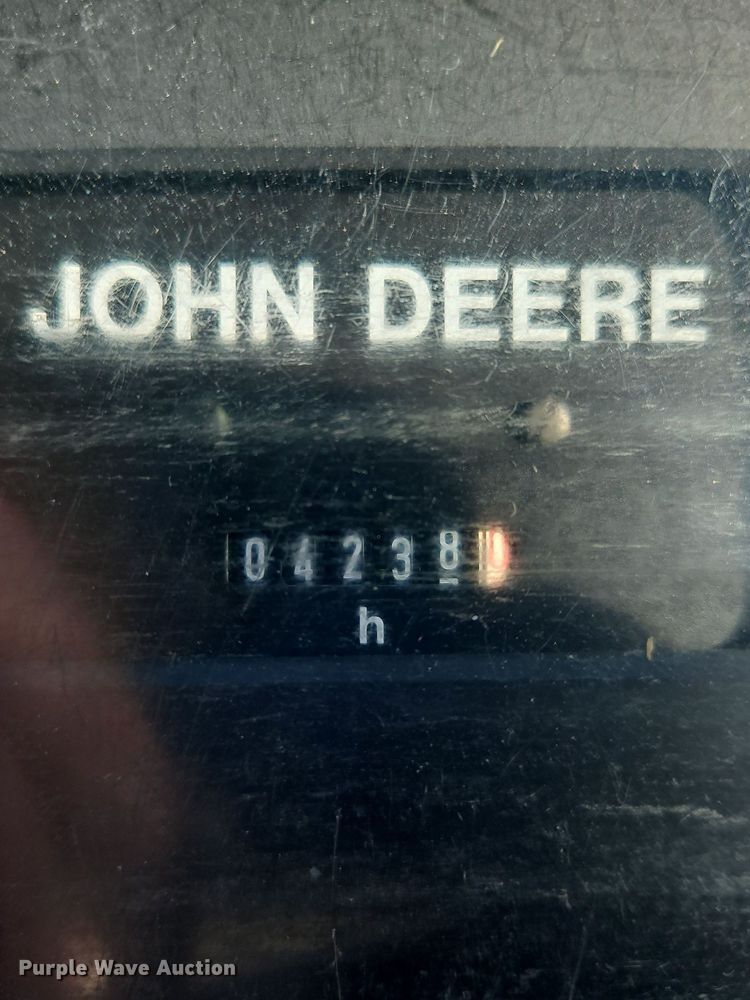 JOHN DEERE
042380
h
Purple Wave Auction